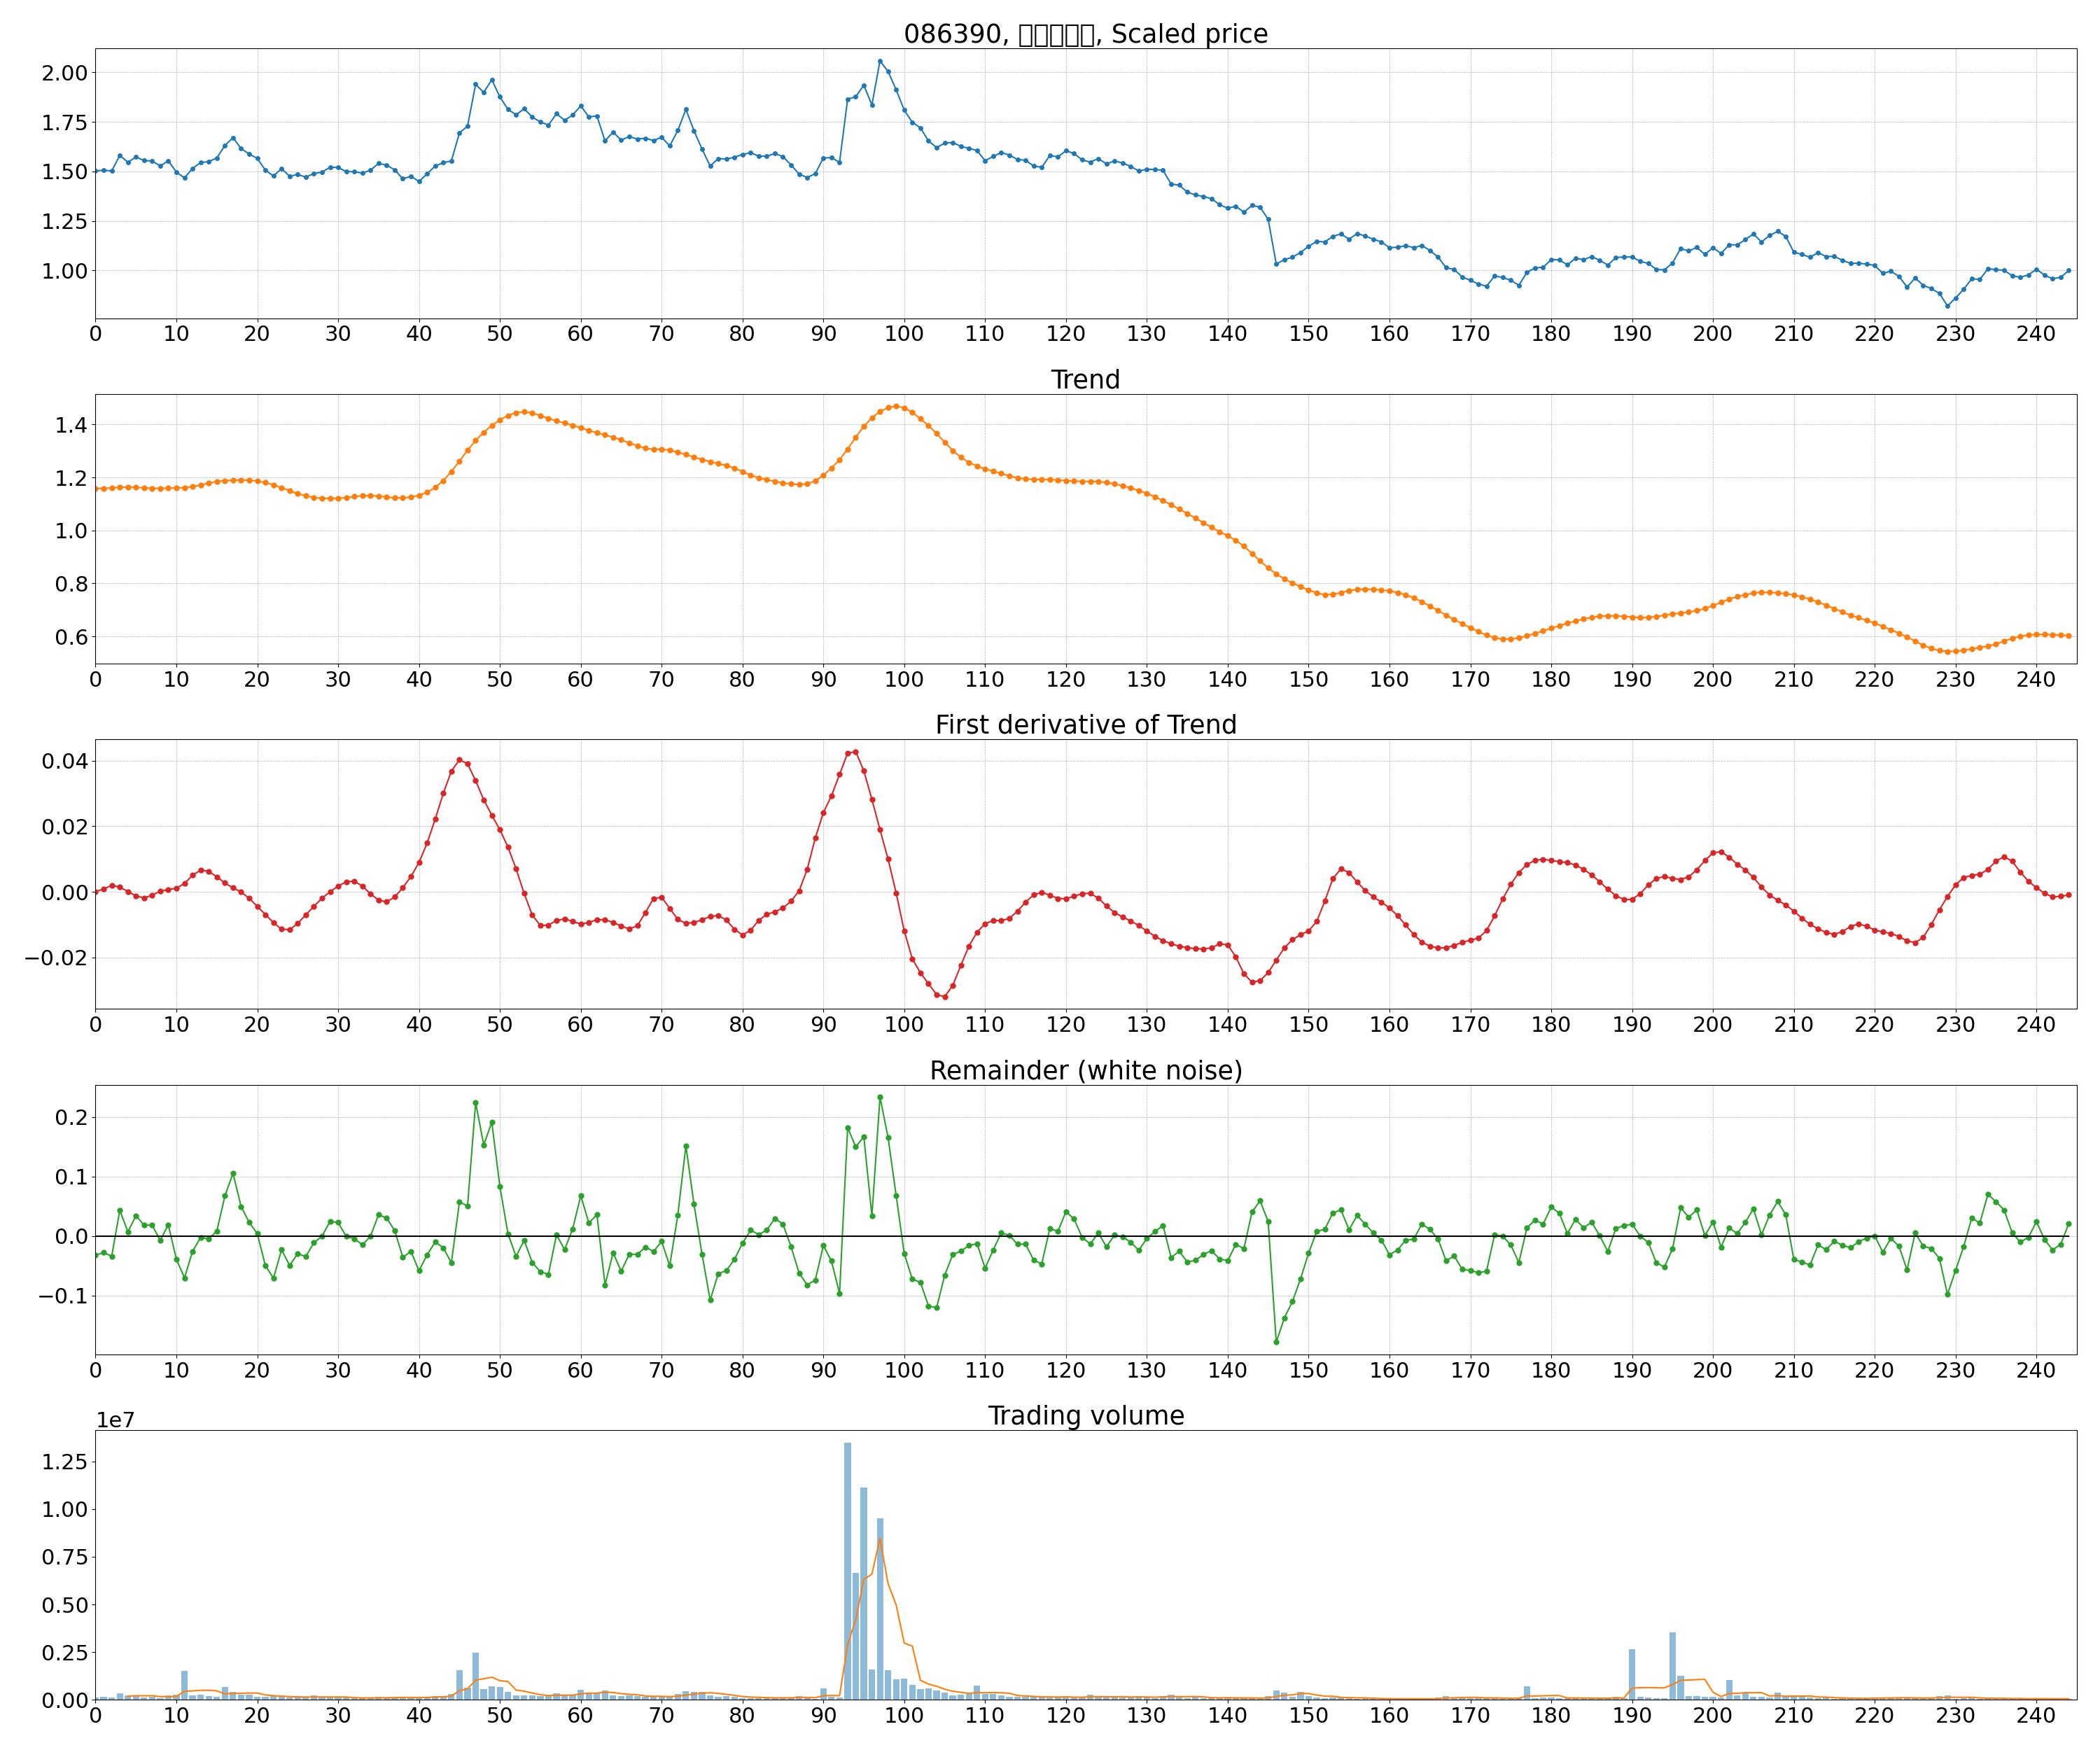 086390, □□□□□, Scaled price
2.00
1.75
1.50
1.25
1.00
0 10 20 30 40 50 60 70 80 90 100 110 120 130 140 150 160 170 180 190 200 210 220 230 240
Trend
1.4
1.2
1.0
0.8
0.6
0 10 20 30 40 50 60 70 80 90 100 110 120 130 140 150 160 170 180 190 200 210 220 230 240
First derivative of Trend
0.04
0.02
0.00
−0.02
0 10 20 30 40 50 60 70 80 90 100 110 120 130 140 150 160 170 180 190 200 210 220 230 240
Remainder (white noise)
0.2
0.1
0.0
−0.1
0 10 20 30 40 50 60 70 80 90 100 110 120 130 140 150 160 170 180 190 200 210 220 230 240
Trading volume
1e7
1.25
1.00
0.75
0.50
0.25
0.00
0 10 20 30 40 50 60 70 80 90 100 110 120 130 140 150 160 170 180 190 200 210 220 230 240